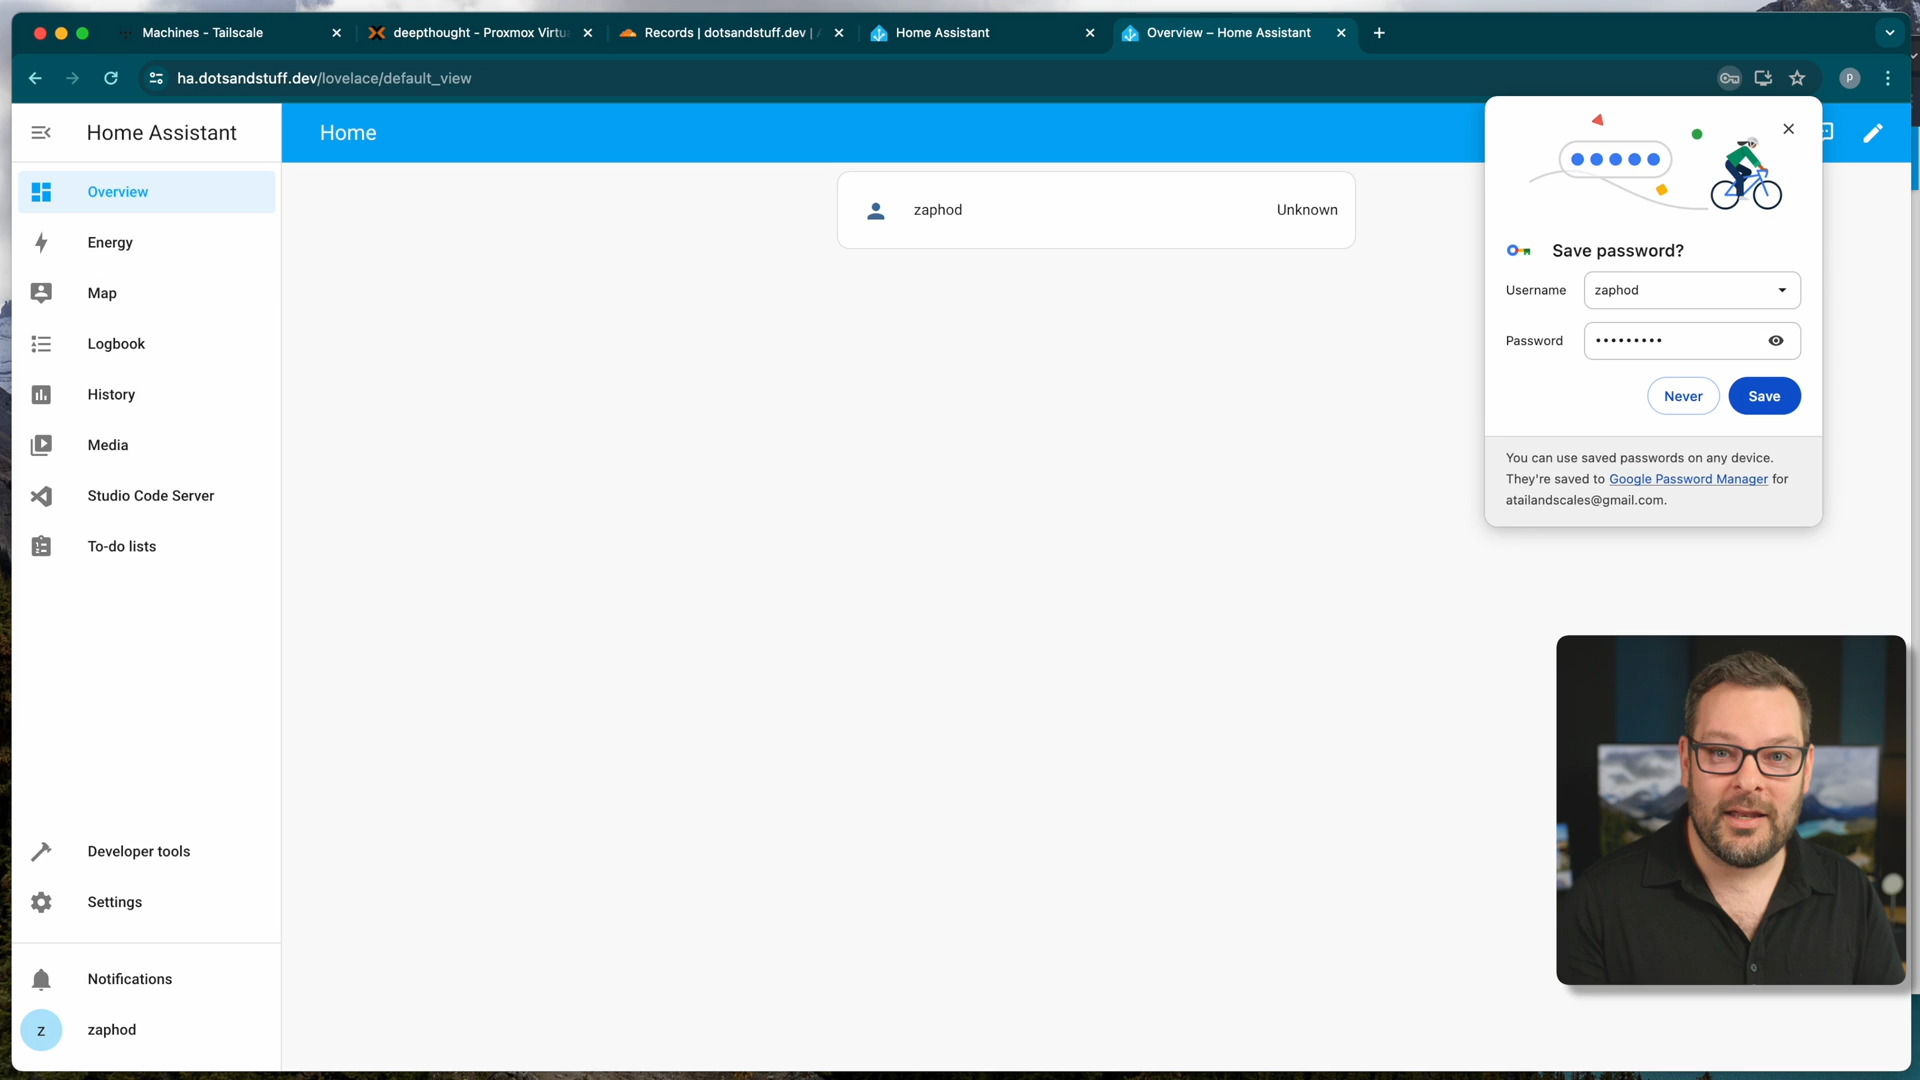 Machines - Tailscale
deepthought - Proxmox Virtu
Records | dotsandstuff.dev |
Home Assistant
Overview – Home Assistant
ha.dotsandstuff.dev/lovelace/default_view
P
Home Assistant
Home
Overview
Energy
Map
Logbook
History
Media
Studio Code Server
To-do lists
Developer tools
Settings
Notifications
z
zaphod
zaphod
Unknown
Save password?
Username
zaphod
Password
•••••••••
Never
Save
You can use saved passwords on any device.
They're saved to Google Password Manager for
atailandscales@gmail.com.